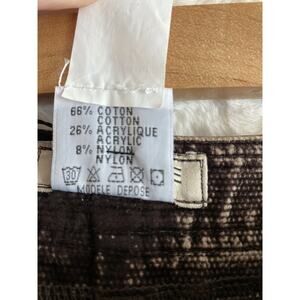 66% COTON
COTTON
26% ACRYLIQUE
ACRYLIC
8% NYLON
NYLON
30
MODELE DEPOSE